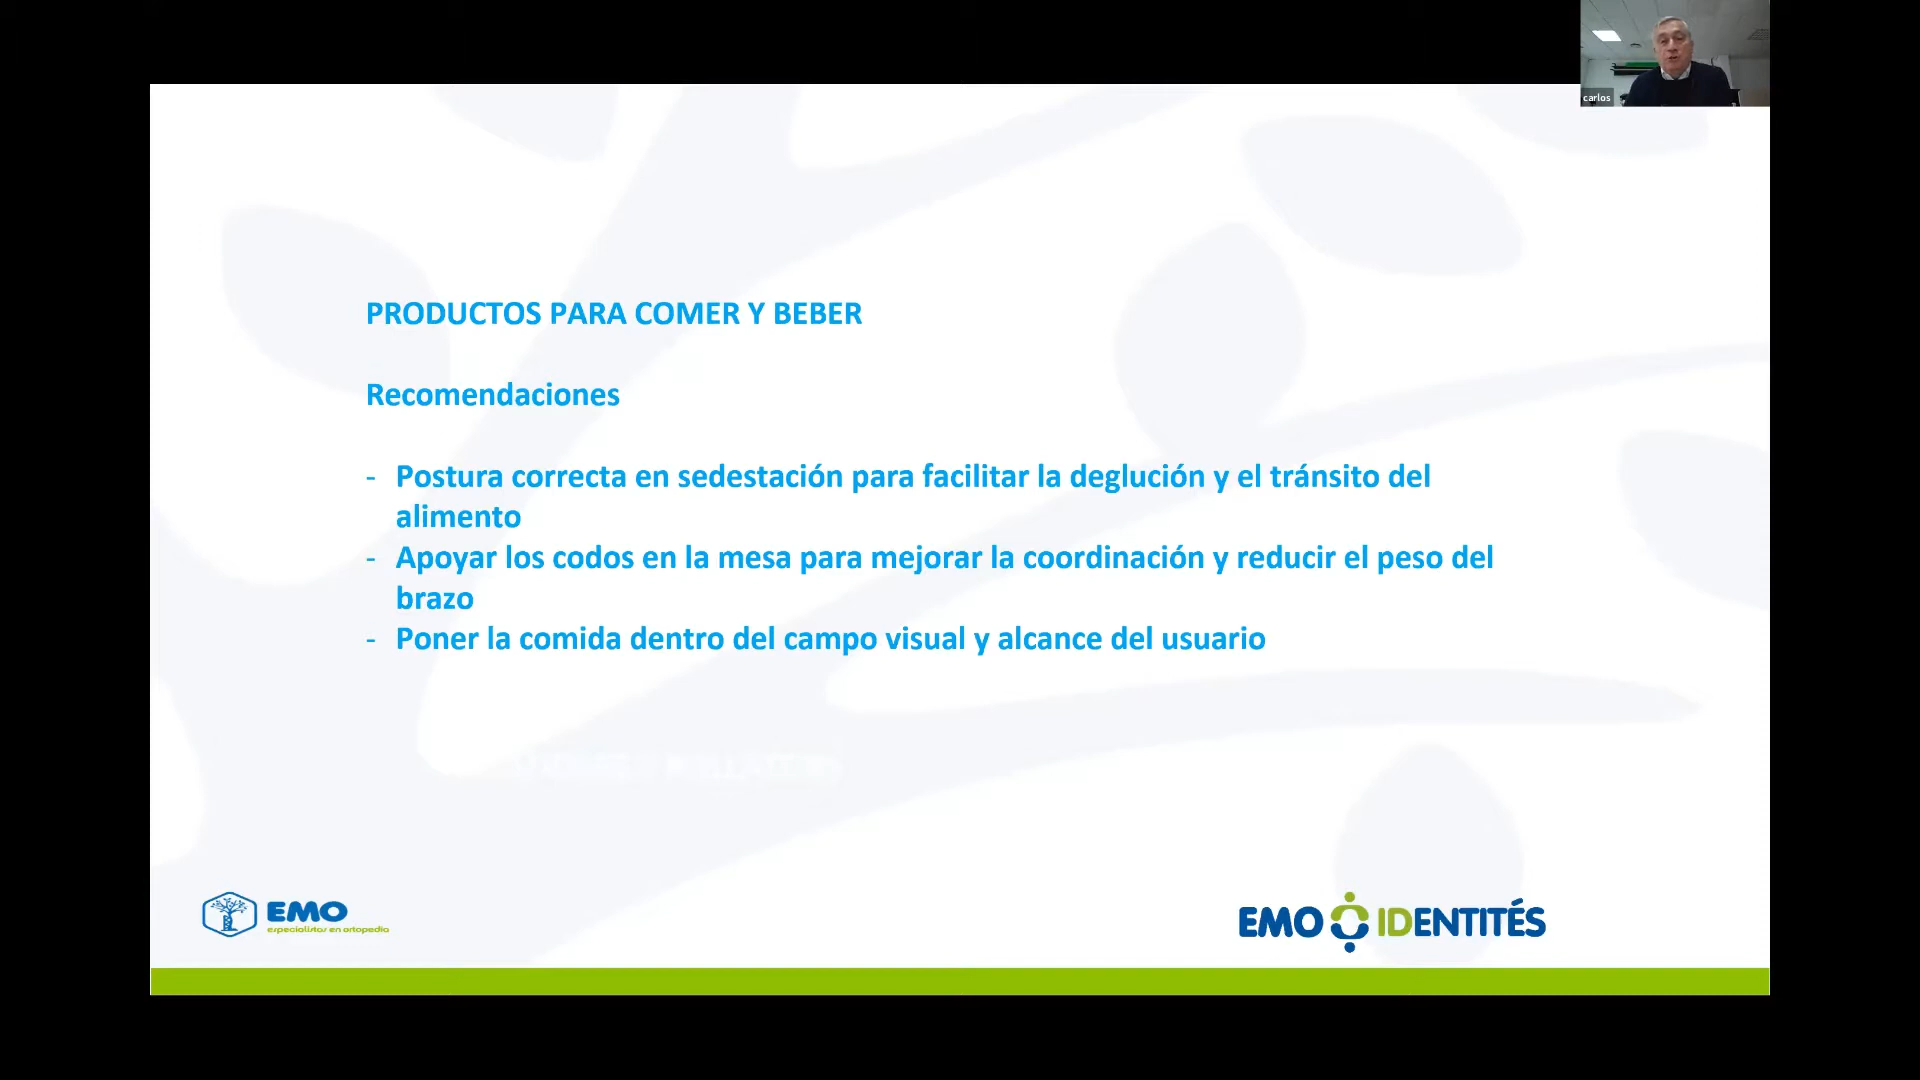 carlos
PRODUCTOS PARA COMER Y BEBER
Recomendaciones
- Postura correcta en sedestación para facilitar la deglución y el tránsito del
alimento
- Apoyar los codos en la mesa para mejorar la coordinación y reducir el peso del
brazo
- Poner la comida dentro del campo visual y alcance del usuario
EMO
especialistas en ortopedia
EMO IDENTITÉS